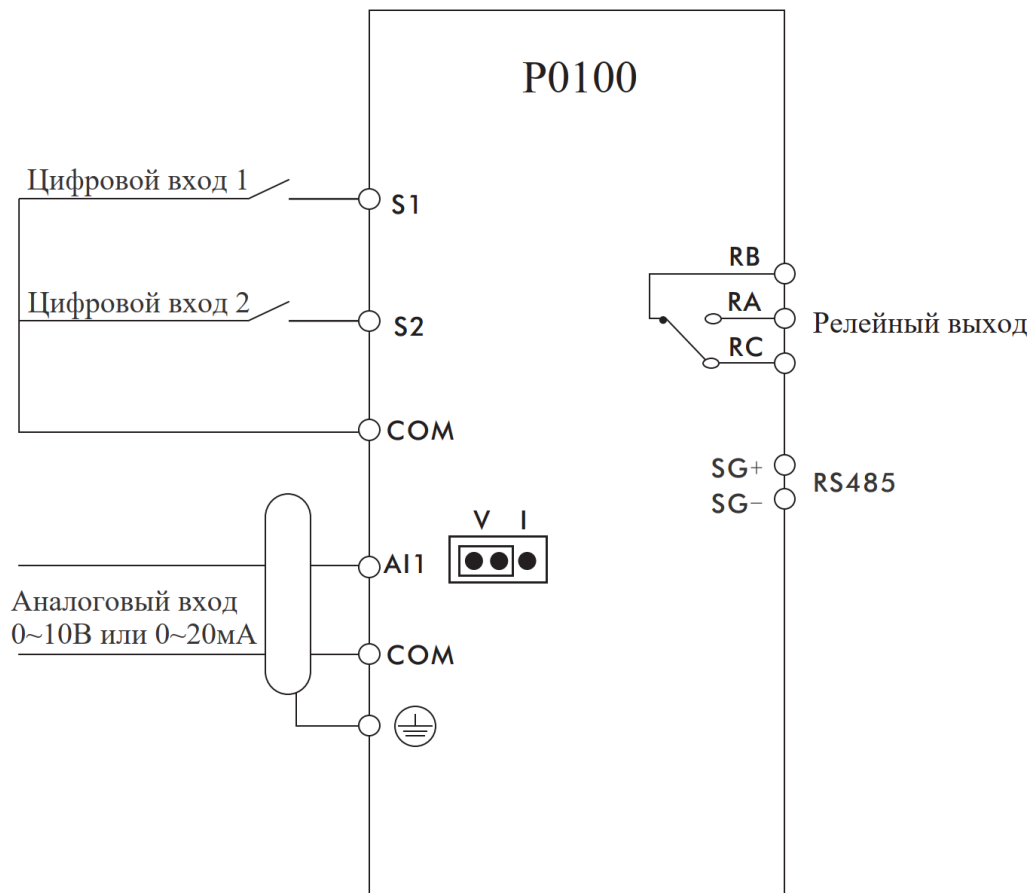 P0100
Цифровой вход 1
S1
Цифровой вход 2
S2
COM
RB
RA
RC
Релейный выход
SG+
SG−
RS485
V I
AI1
Аналоговый вход
0~10В или 0~20мА
COM